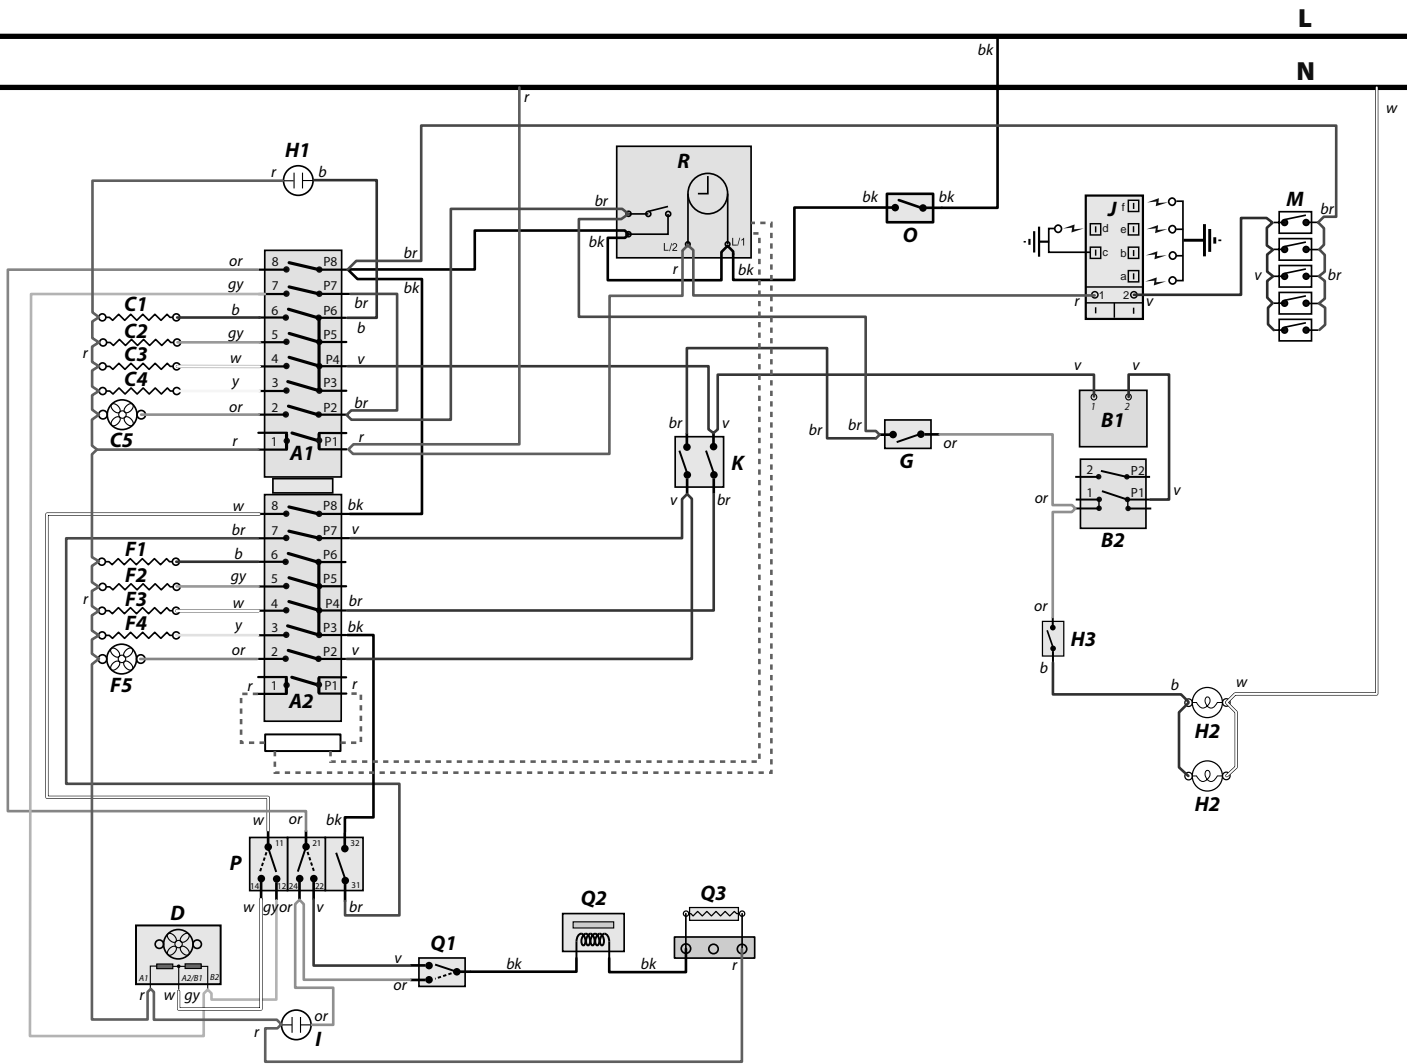 L
bk
N
r
w
H1
r
b
R
br
bk
L/2
L/1
r
bk
bk
bk
O
J
f
d
e
c
b
a
1
2
r
v
M
br
v
br
or
8
P8
br
bk
gy
7
P7
br
C1
b
6
P6
b
C2
gy
5
P5
r
C3
w
4
P4
v
C4
y
3
P3
or
2
P2
br
C5
r
1
P1
r
A1
br
v
K
v
br
br
br
G
or
v
v
1
2
B1
2
P2
or
1
P1
v
B2
w
8
P8
bk
br
7
P7
v
F1
b
6
P6
F2
gy
5
P5
r
F3
w
4
P4
br
F4
y
3
P3
bk
or
2
P2
v
F5
r
1
P1
r
A2
or
H3
b
b
w
H2
H2
w
or
bk
P
11
21
32
14
12
24
22
31
w
gy
or
v
br
D
A1
A2/B1
B2
r
w
gy
Q1
v
or
bk
Q2
bk
Q3
r
or
r
I